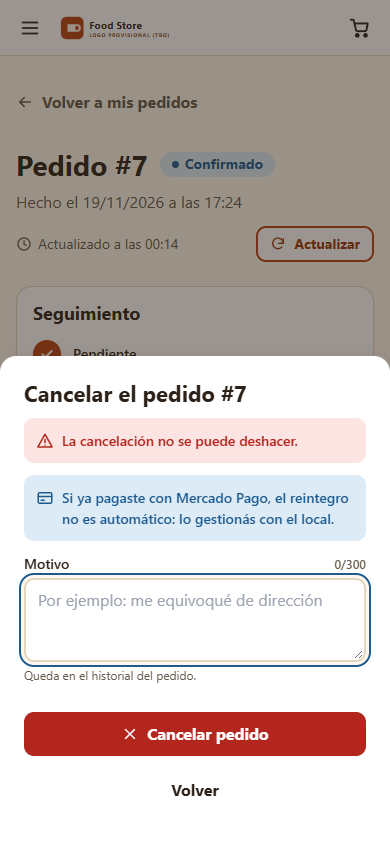 Food Store
LOGO PROVISIONAL (TBD)
Volver a mis pedidos
Pedido #7
Confirmado
Hecho el 19/11/2026 a las 17:24
Actualizado a las 00:14
Actualizar
Seguimiento
Pendiente
Cancelar el pedido #7
La cancelación no se puede deshacer.
Si ya pagaste con Mercado Pago, el reintegro
no es automático: lo gestionás con el local.
Motivo
0/300
Por ejemplo: me equivoqué de dirección
Queda en el historial del pedido.
Cancelar pedido
Volver